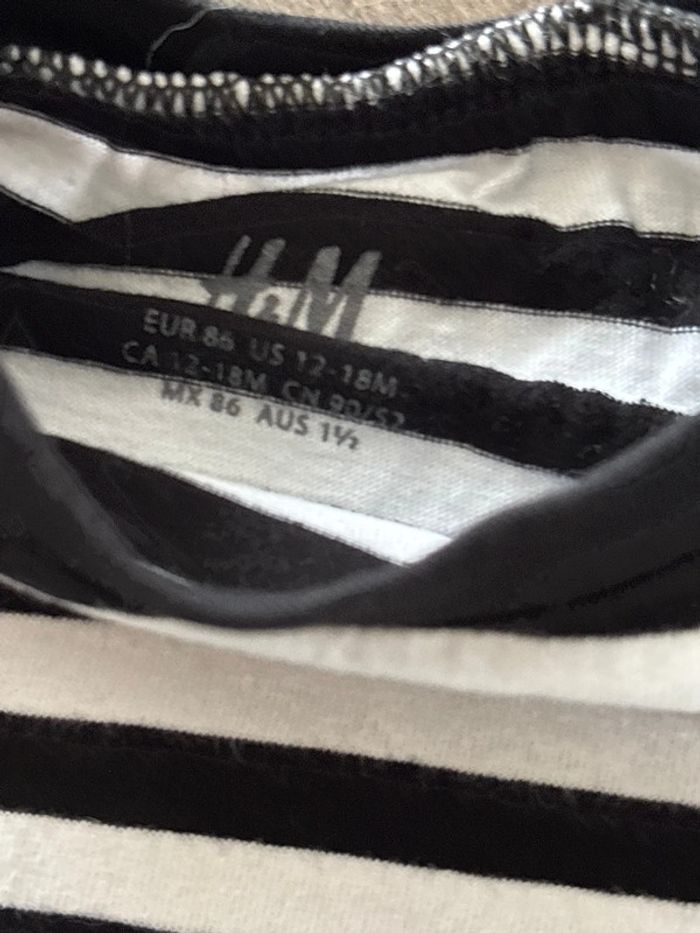 H&M
EUR 86 US 12-18M
CA 12-18M CN 90/52
MX 86 AUS 1½